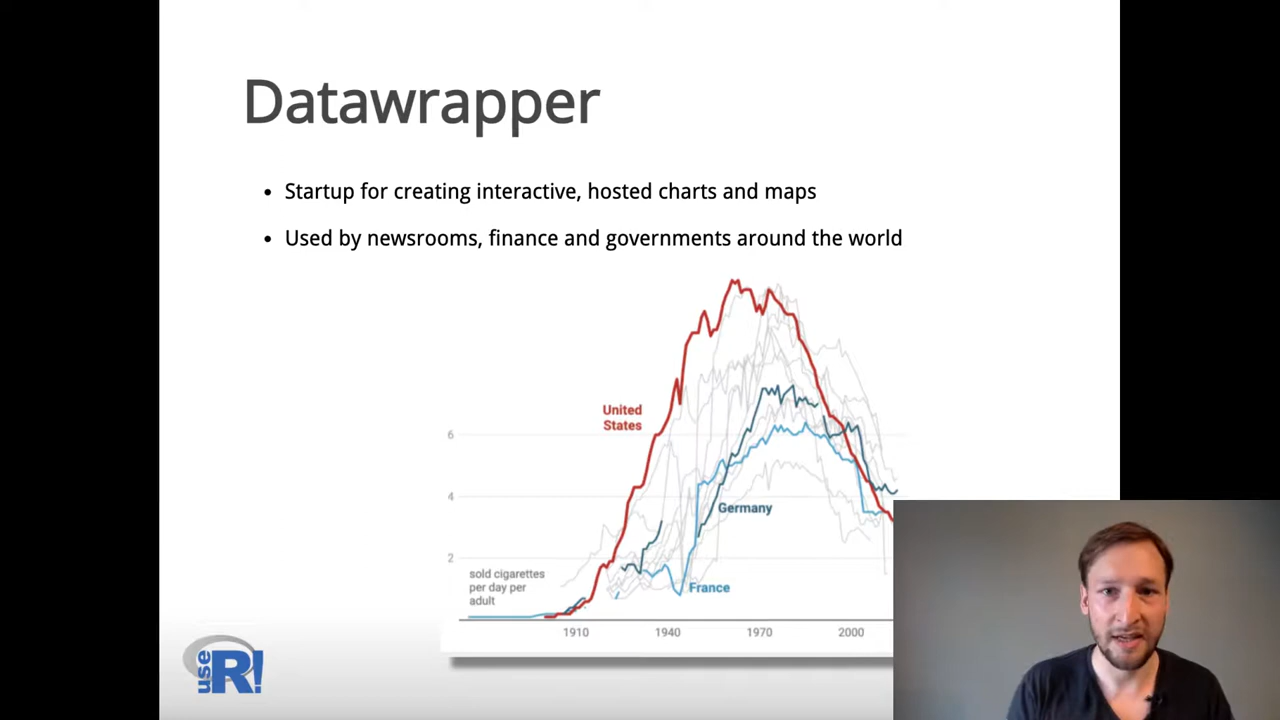 Datawrapper
• Startup for creating interactive, hosted charts and maps
• Used by newsrooms, finance and governments around the world
United
States
6
4
Germany
2
sold cigarettes
per day per
adult
France
1910 1940 1970 2000
use R!